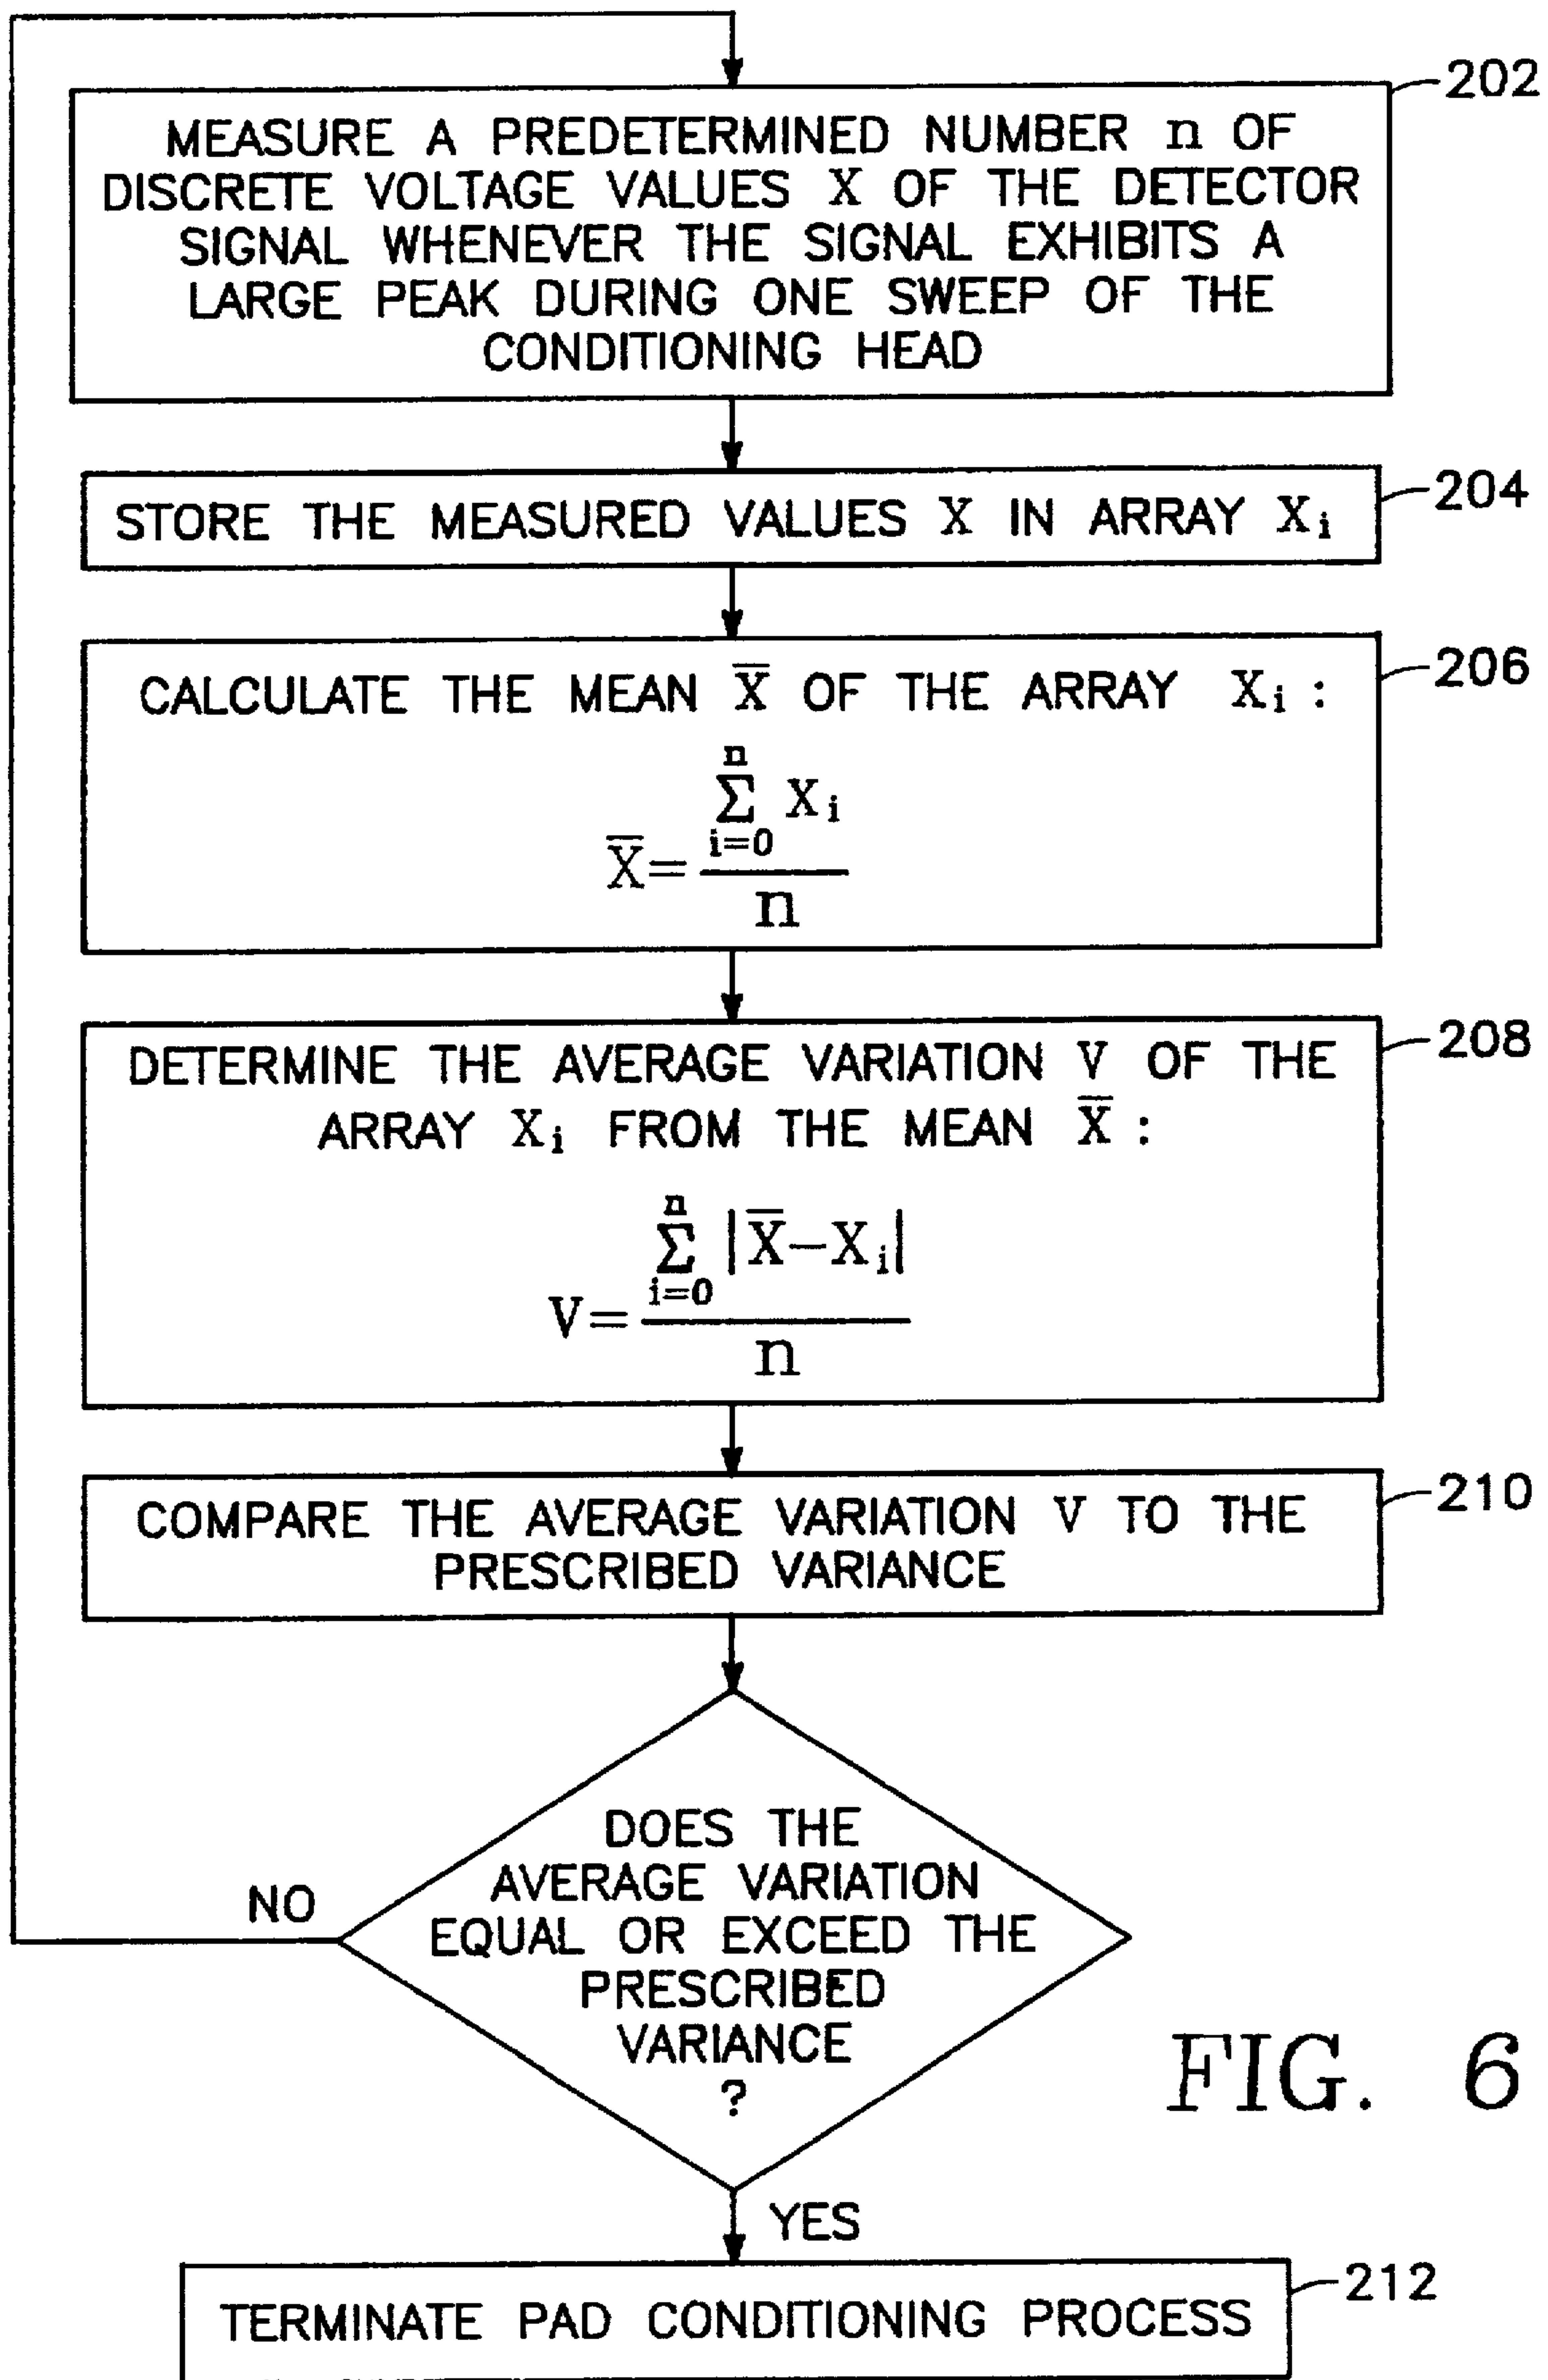 202
MEASURE A PREDETERMINED NUMBER n OF
DISCRETE VOLTAGE VALUES X OF THE DETECTOR
SIGNAL WHENEVER THE SIGNAL EXHIBITS A
LARGE PEAK DURING ONE SWEEP OF THE
CONDITIONING HEAD
204
STORE THE MEASURED VALUES X IN ARRAY Xi
206
CALCULATE THE MEAN X̅ OF THE ARRAY Xi :
n
Σ Xi
i=0
X̅=
n
208
DETERMINE THE AVERAGE VARIATION V OF THE
ARRAY Xi FROM THE MEAN X̅ :
n
Σ |X̅−Xi|
i=0
V=
n
210
COMPARE THE AVERAGE VARIATION V TO THE
PRESCRIBED VARIANCE
DOES THE
AVERAGE VARIATION
EQUAL OR EXCEED THE
PRESCRIBED
VARIANCE
?
NO
FIG. 6
YES
212
TERMINATE PAD CONDITIONING PROCESS